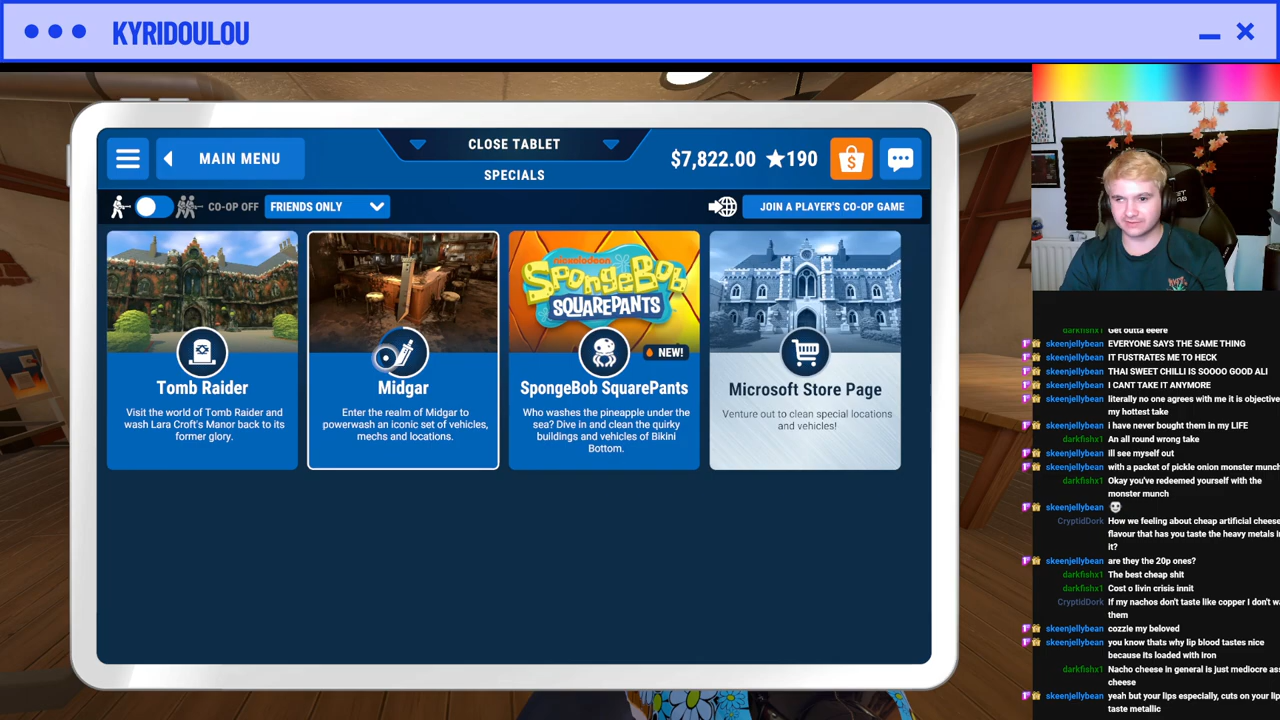 KYRIDOULOU
MAIN MENU
CLOSE TABLET
SPECIALS
$7,822.00 ★190
CO-OP OFF
FRIENDS ONLY
JOIN A PLAYER'S CO-OP GAME
Tomb Raider
Visit the world of Tomb Raider and
wash Lara Croft's Manor back to its
former glory.
Midgar
Enter the realm of Midgar to
powerwash an iconic set of vehicles,
mechs and locations.
nickelodeon
SpongeBob
SQUAREPANTS
NEW!
SpongeBob SquarePants
Who washes the pineapple under the
sea? Dive in and clean the quirky
buildings and vehicles of Bikini
Bottom.
Microsoft Store Page
Venture out to clean special locations
and vehicles!
darkfishx1 Get outta eeere
skeenjellybean EVERYONE SAYS THE SAME THING
skeenjellybean IT FUSTRATES ME TO HECK
skeenjellybean THAI SWEET CHILLI IS SOOOO GOOD ALI
skeenjellybean I CANT TAKE IT ANYMORE
skeenjellybean literally no one agrees with me it is objective
my hottest take
skeenjellybean i have never bought them in my LIFE
darkfishx1 An all round wrong take
skeenjellybean ill see myself out
skeenjellybean with a packet of pickle onion monster munch
darkfishx1 Okay you've redeemed yourself with the
monster munch
skeenjellybean
CryptidDork How we feeling about cheap artificial cheese
flavour that has you taste the heavy metals i
it?
skeenjellybean are they the 20p ones?
darkfishx1 The best cheap shit
darkfishx1 Cost o livin crisis innit
CryptidDork If my nachos don't taste like copper I don't wa
them
skeenjellybean cozzie my beloved
skeenjellybean you know thats why lip blood tastes nice
because its loaded with iron
darkfishx1 Nacho cheese in general is just mediocre ass
cheese
skeenjellybean yeah but your lips especially, cuts on your lip
taste metallic